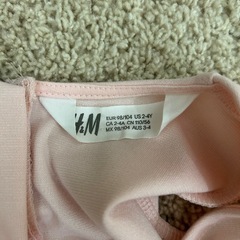 H&M
EUR 98/104 US 2-4Y
CA 2-4A CN 110/56
MX 98/104 AUS 3-4